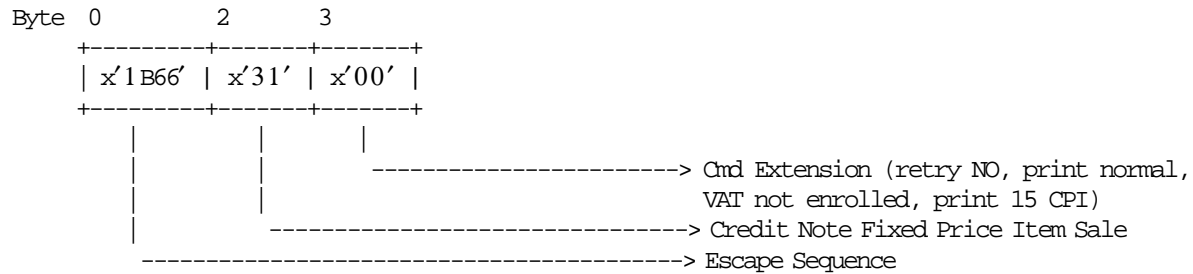 Byte  0         2       3
     +---------+-------+-------+
     | x′1B66′ | x′31′ | x′00′ |
     +---------+-------+-------+
         |         |       |
         |         |       ------------------------> Cmd Extension (retry NO, print normal,
         |         |                                 VAT not enrolled, print 15 CPI)
         |         --------------------------------> Credit Note Fixed Price Item Sale
         ------------------------------------------> Escape Sequence